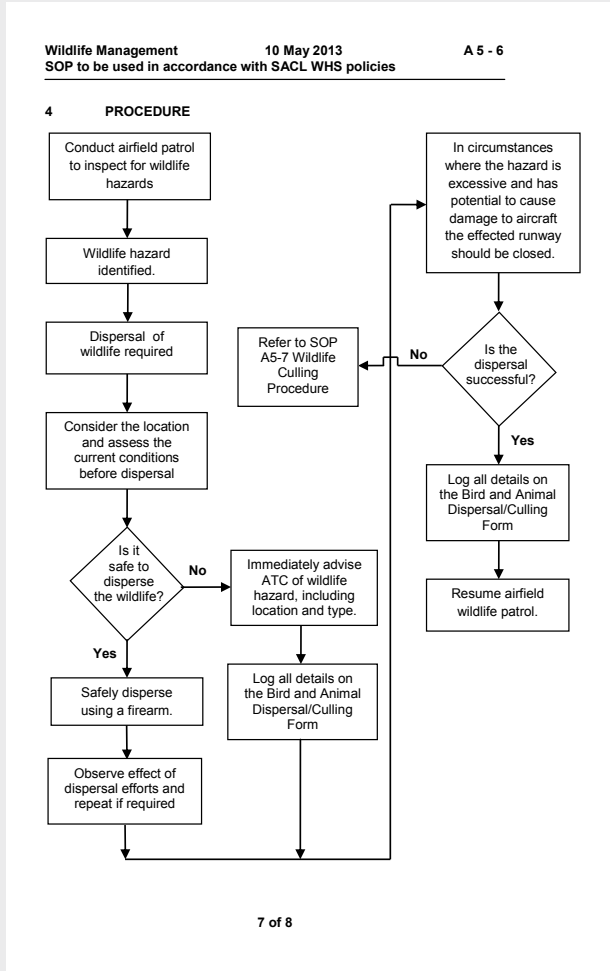 Wildlife Management 10 May 2013 A 5 - 6
SOP to be used in accordance with SACL WHS policies
4 PROCEDURE
Conduct airfield patrol
to inspect for wildlife
hazards
Wildlife hazard
identified.
Dispersal of
wildlife required
Consider the location
and assess the
current conditions
before dispersal
Is it
safe to
disperse
the wildlife?
No
Immediately advise
ATC of wildlife
hazard, including
location and type.
Log all details on
the Bird and Animal
Dispersal/Culling
Form
Yes
Safely disperse
using a firearm.
Observe effect of
dispersal efforts and
repeat if required
In circumstances
where the hazard is
excessive and has
potential to cause
damage to aircraft
the effected runway
should be closed.
Is the
dispersal
successful?
No
Refer to SOP
A5-7 Wildlife
Culling
Procedure
Yes
Log all details on
the Bird and Animal
Dispersal/Culling
Form
Resume airfield
wildlife patrol.
7 of 8